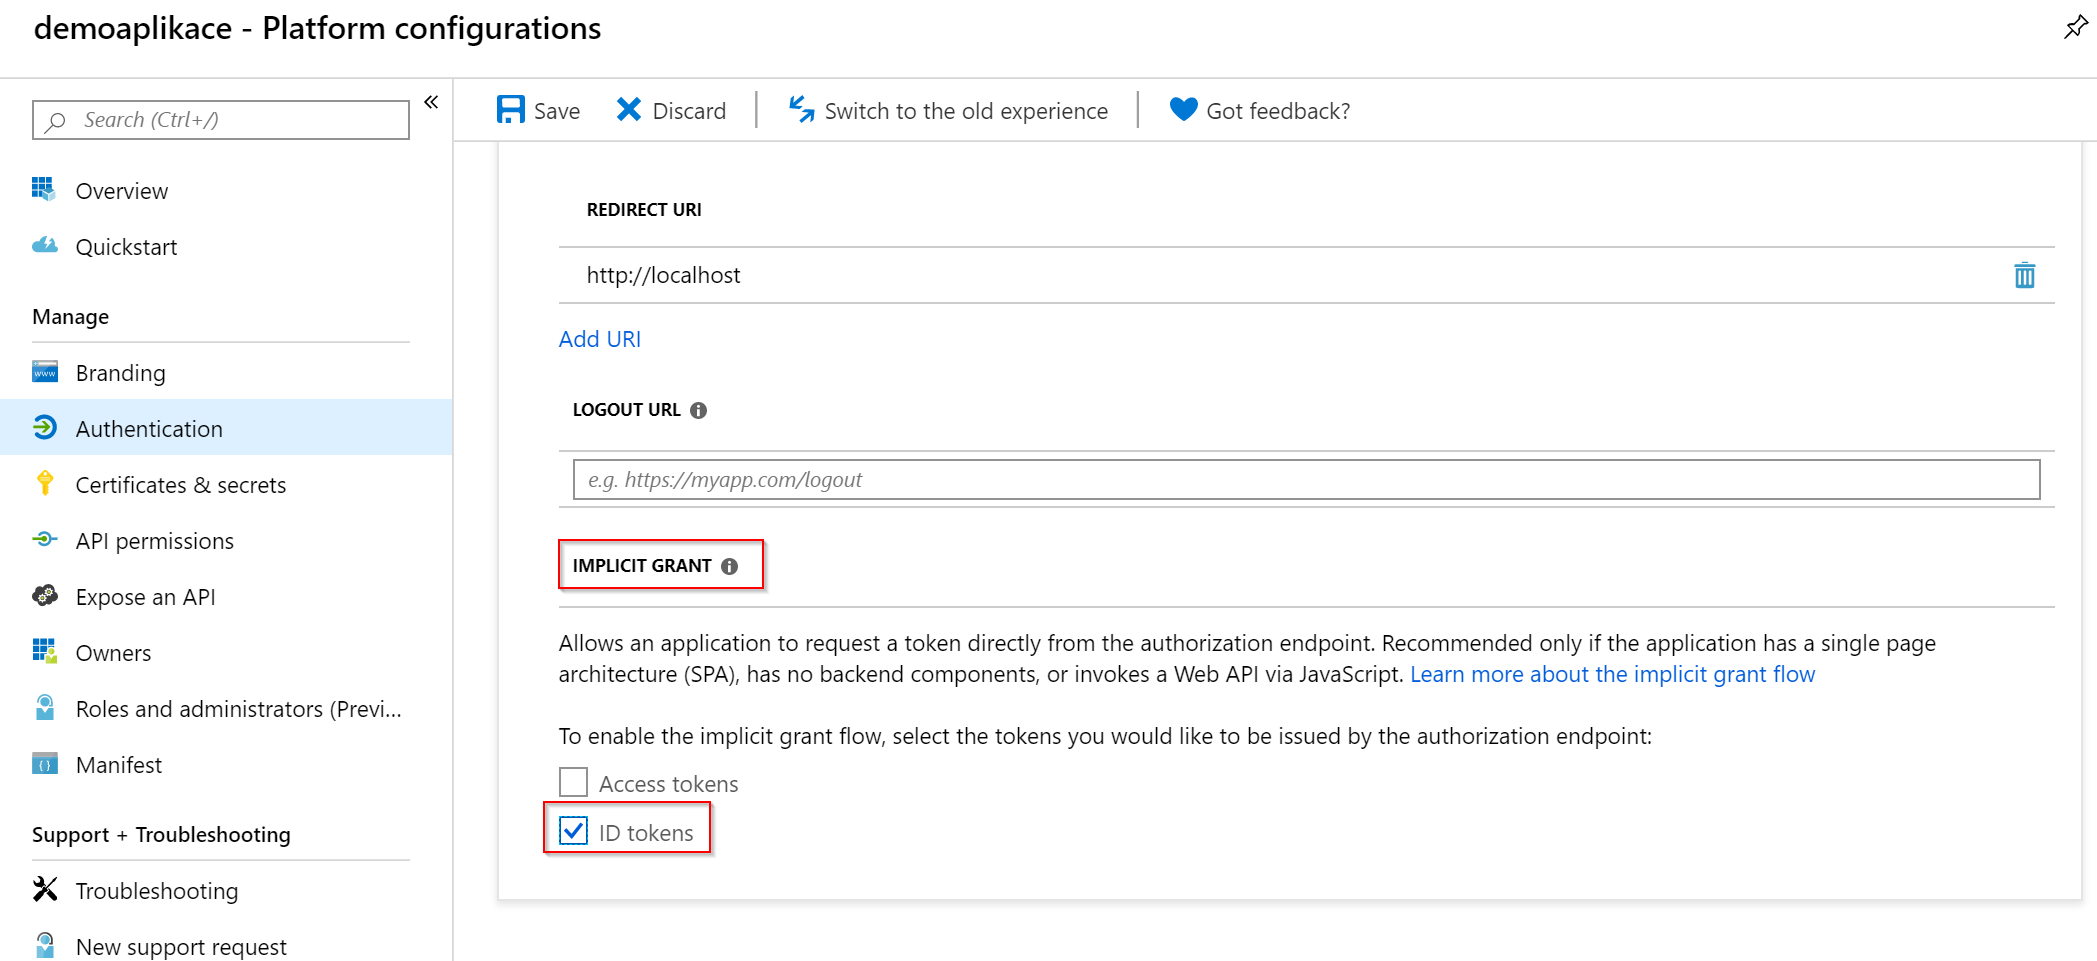 demoaplikace - Platform configurations
Search (Ctrl+/)
«
Overview
Quickstart
Manage
www
Branding
Authentication
Certificates & secrets
API permissions
Expose an API
Owners
Roles and administrators (Previ...
Manifest
Support + Troubleshooting
Troubleshooting
New support request
Save
Discard
Switch to the old experience
Got feedback?
REDIRECT URI
http://localhost
Add URI
LOGOUT URL
e.g. https://myapp.com/logout
IMPLICIT GRANT
Allows an application to request a token directly from the authorization endpoint. Recommended only if the application has a single page
architecture (SPA), has no backend components, or invokes a Web API via JavaScript. Learn more about the implicit grant flow
To enable the implicit grant flow, select the tokens you would like to be issued by the authorization endpoint:
Access tokens
ID tokens